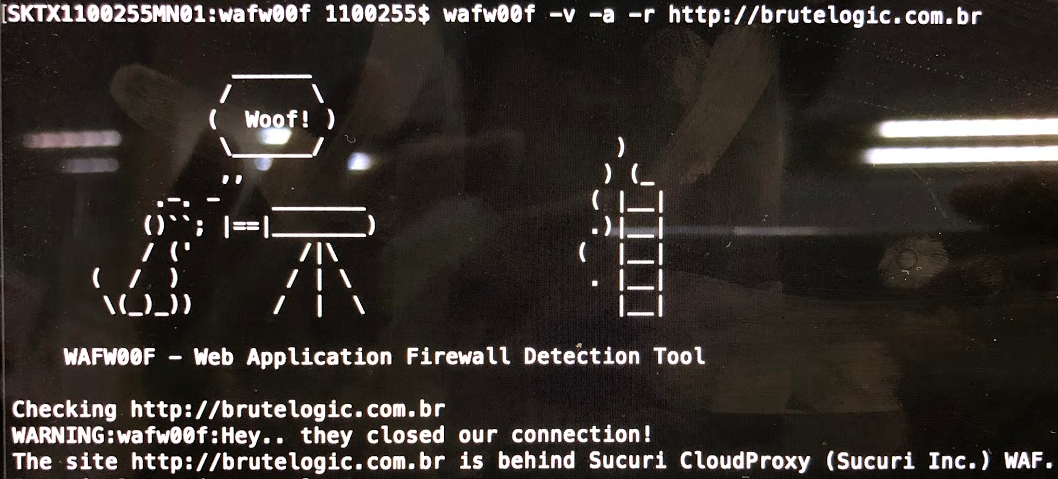 [SKTX1100255MN01:wafw00f 1100255$ wafw00f -v -a -r http://brutelogic.com.br
Woof!
WAFW00F - Web Application Firewall Detection Tool
Checking http://brutelogic.com.br
WARNING:wafw00f:Hey.. they closed our connection!
The site http://brutelogic.com.br is behind Sucuri CloudProxy (Sucuri Inc.) WAF.